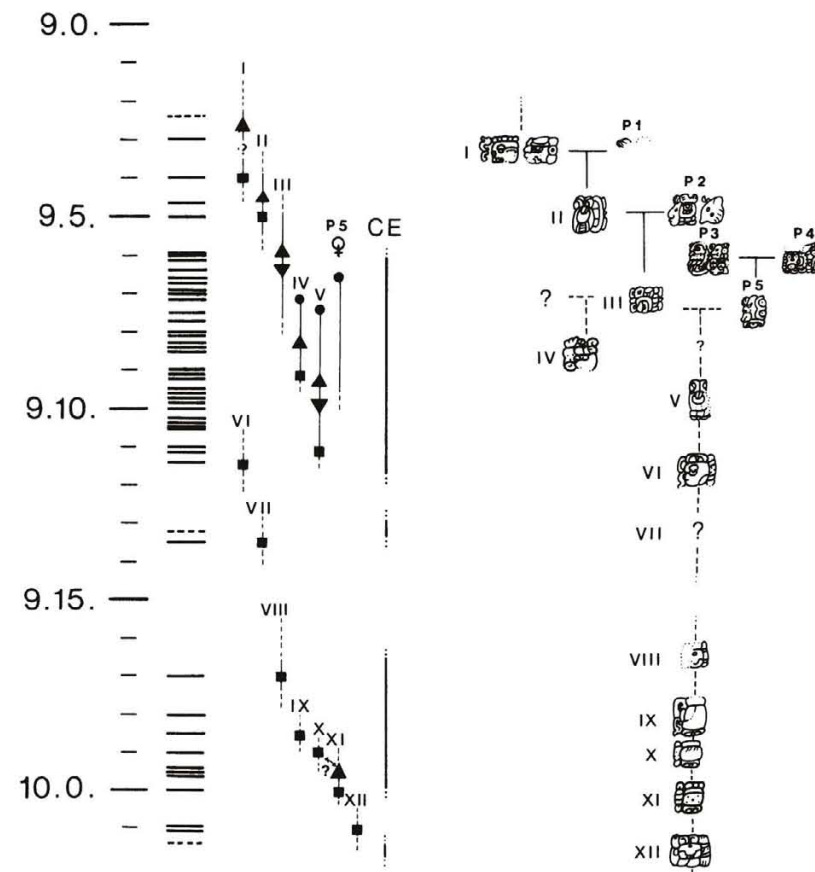 9.0.
I
?
II
III
9.5.
P5
♀
CE
IV
V
9.10.
VI
VII
9.15.
VIII
IX
X
XI
?
10.0.
XII
P1
I
P2
II
P3
P4
P5
?
III
IV
?
V
VI
VII
?
VIII
IX
X
XI
XII